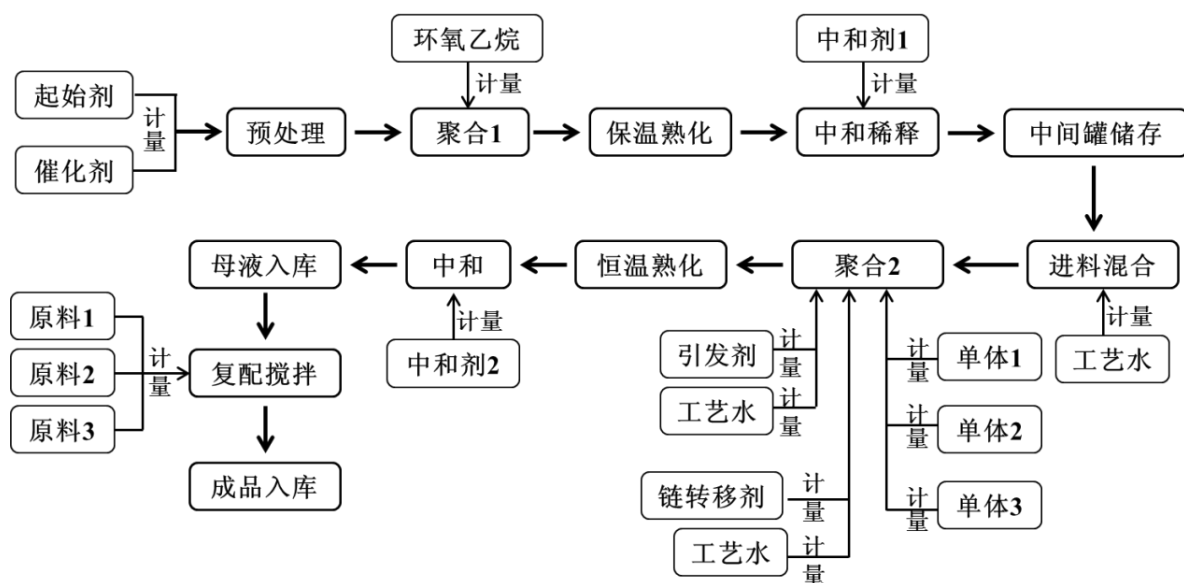 环氧乙烷
中和剂1
计量
计量
起始剂
计量
催化剂
预处理
聚合1
保温熟化
中和稀释
中间罐储存
母液入库
中和
恒温熟化
聚合2
进料混合
计量
中和剂2
计量
工艺水
原料1
原料2
原料3
计量
复配搅拌
成品入库
引发剂
计量
工艺水
计量
链转移剂
计量
工艺水
单体1
计量
单体2
计量
单体3
计量